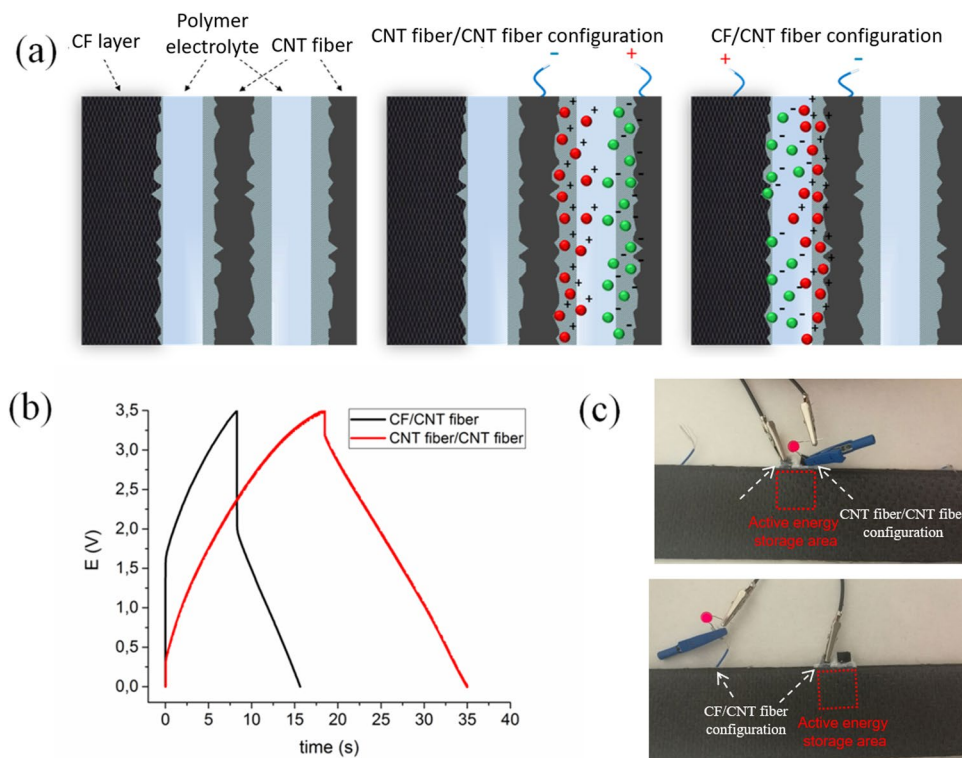 (a)
CF layer
Polymer
electrolyte
CNT fiber
CNT fiber/CNT fiber configuration
- +
CF/CNT fiber configuration
+ -
(b)
3,5
3,0
2,5
2,0
1,5
1,0
0,5
0,0
E (V)
0 5 10 15 20 25 30 35 40
time (s)
CF/CNT fiber
CNT fiber/CNT fiber
(c)
Active energy
storage area
CNT fiber/CNT fiber
configuration
CF/CNT fiber
configuration
Active energy
storage area